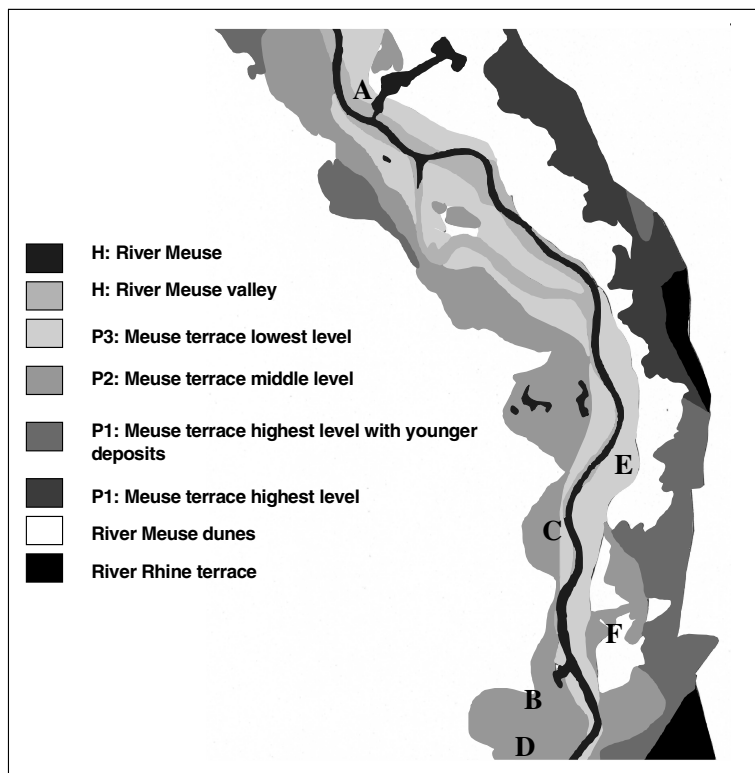 A
H: River Meuse
H: River Meuse valley
P3: Meuse terrace lowest level
P2: Meuse terrace middle level
P1: Meuse terrace highest level with younger
deposits
E
P1: Meuse terrace highest level
C
River Meuse dunes
River Rhine terrace
F
B
D